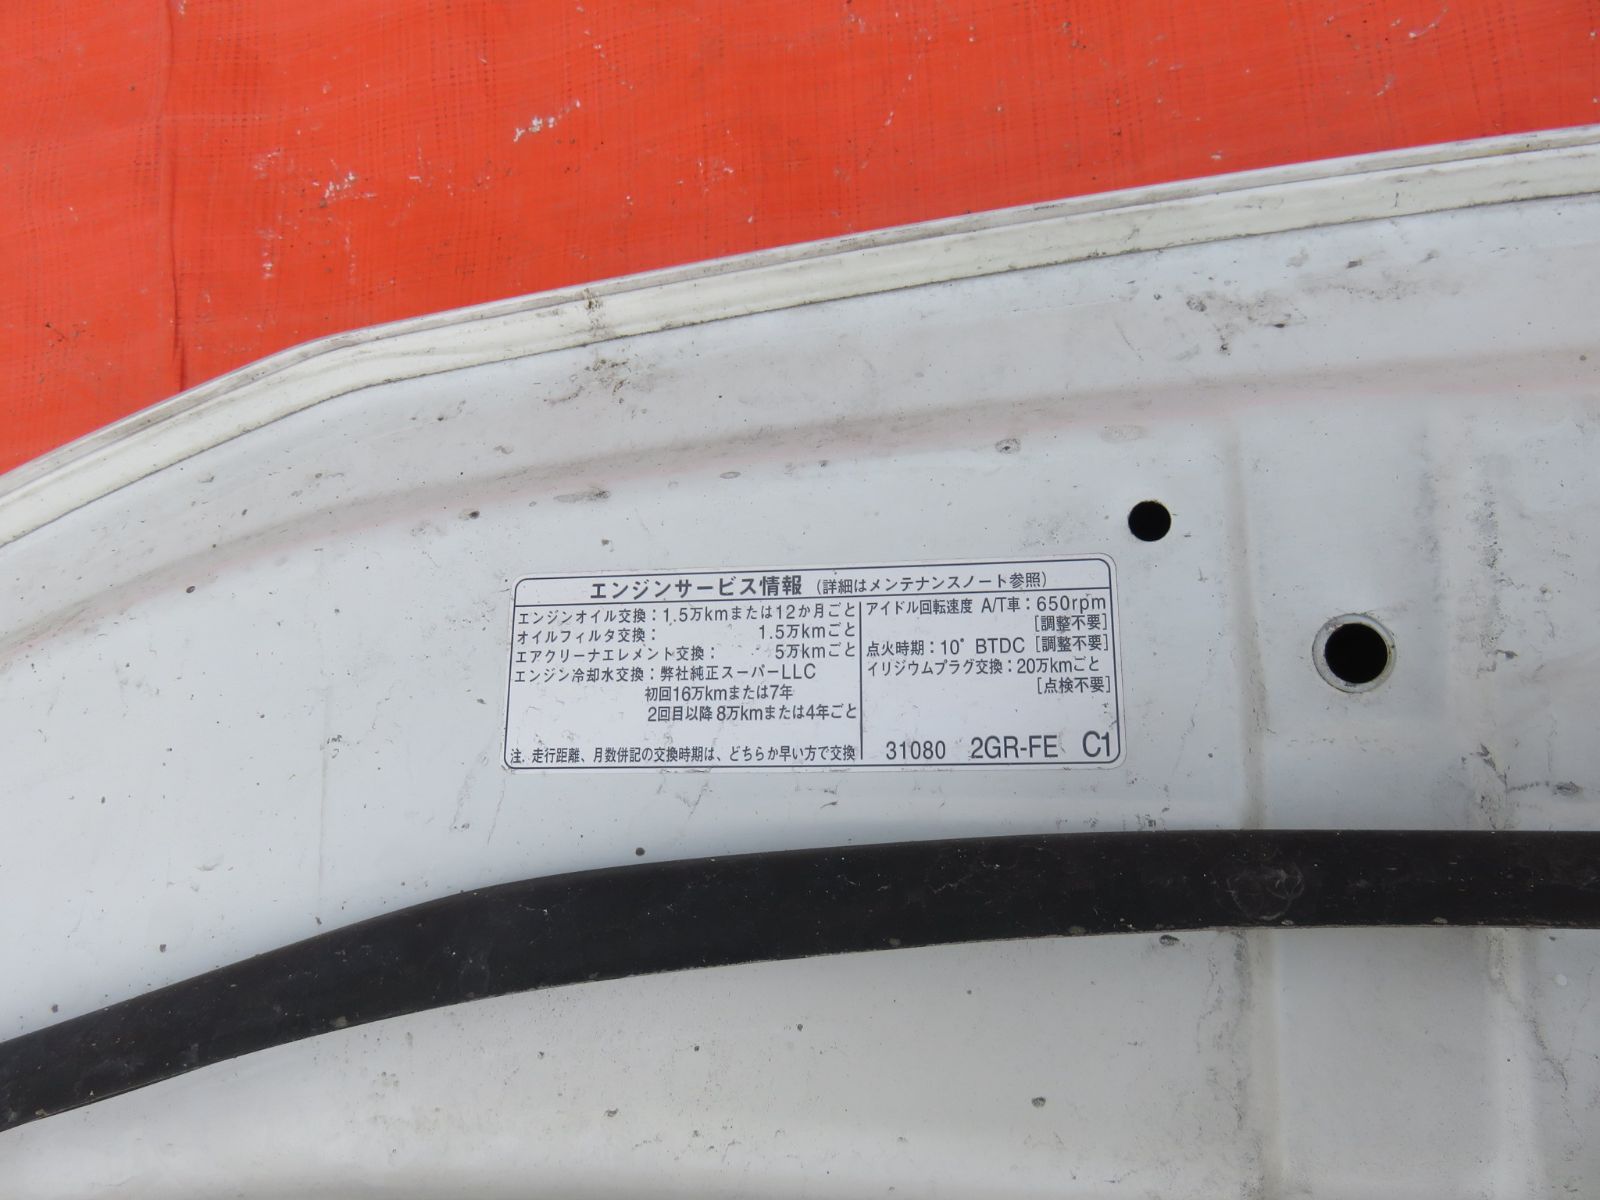 エンジンサービス情報 (詳細はメンテナンスノート参照)
エンジンオイル交換：1.5万kmまたは12か月ごと
オイルフィルタ交換： 1.5万kmごと
エアクリーナエレメント交換： 5万kmごと
エンジン冷却水交換：弊社純正スーパーLLC
初回16万kmまたは7年
2回目以降 8万kmまたは4年ごと
注. 走行距離、月数併記の交換時期は、どちらか早い方で交換
アイドル回転速度 A/T車：650rpm
[調整不要]
点火時期：10° BTDC [調整不要]
イリジウムプラグ交換：20万kmごと
[点検不要]
31080 2GR-FE C1